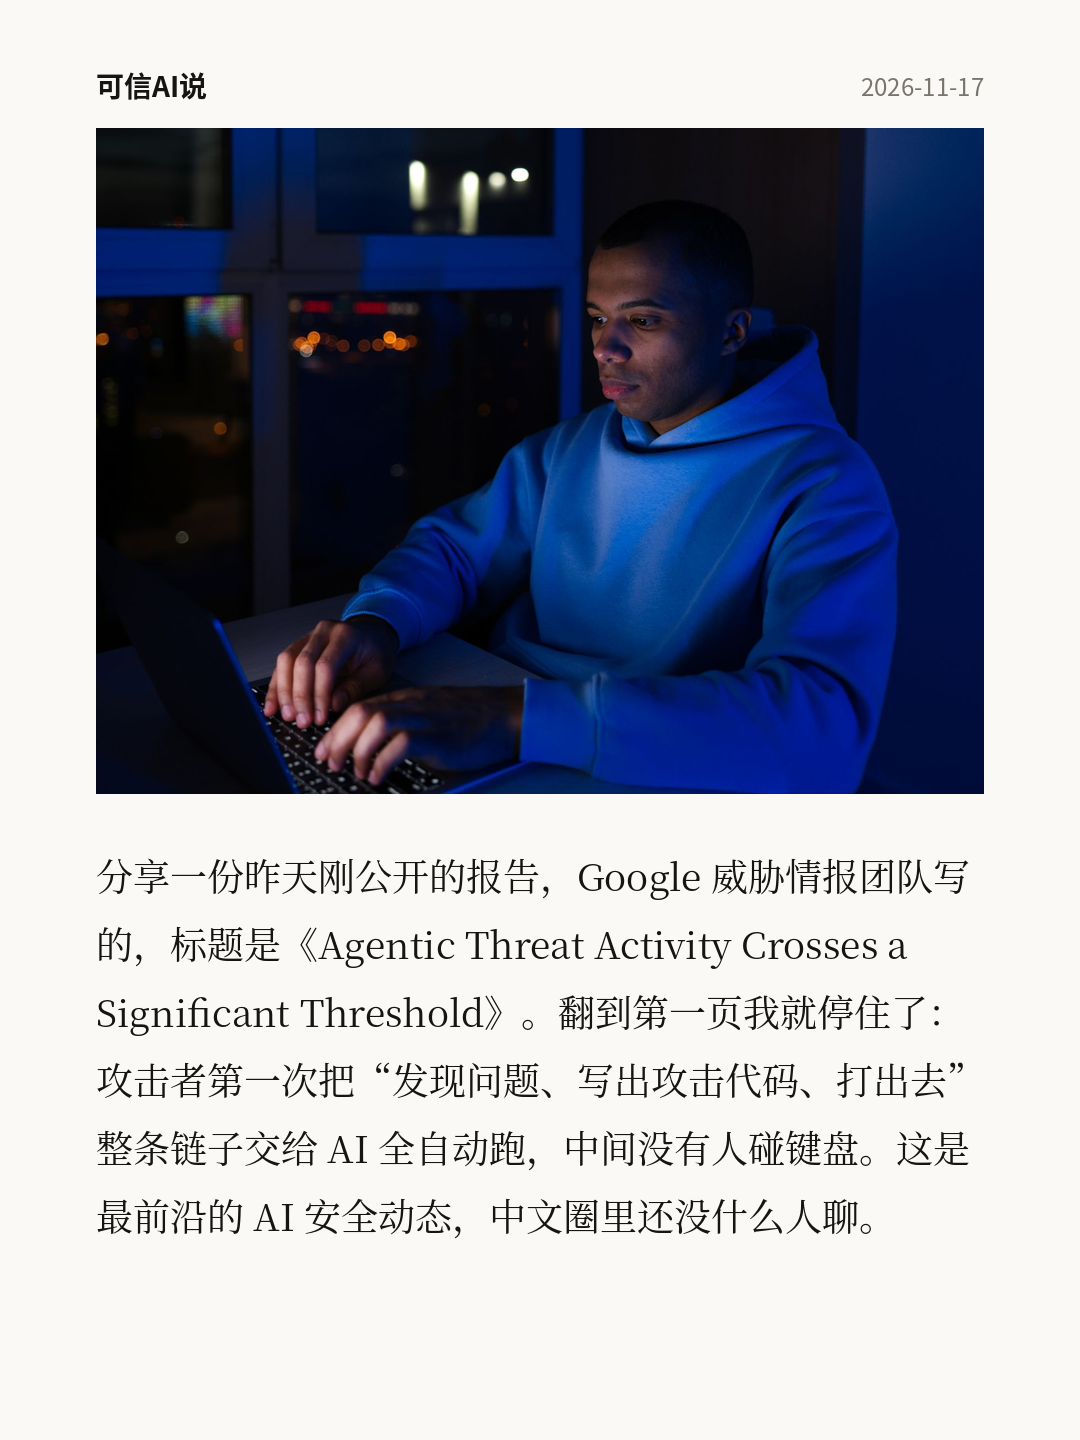 可信AI说
2026-11-17
分享一份昨天刚公开的报告，Google 威胁情报团队写
的，标题是《Agentic Threat Activity Crosses a
Significant Threshold》。翻到第一页我就停住了：
攻击者第一次把“发现问题、写出攻击代码、打出去”
整条链子交给 AI 全自动跑，中间没有人碰键盘。这是
最前沿的 AI 安全动态，中文圈里还没什么人聊。